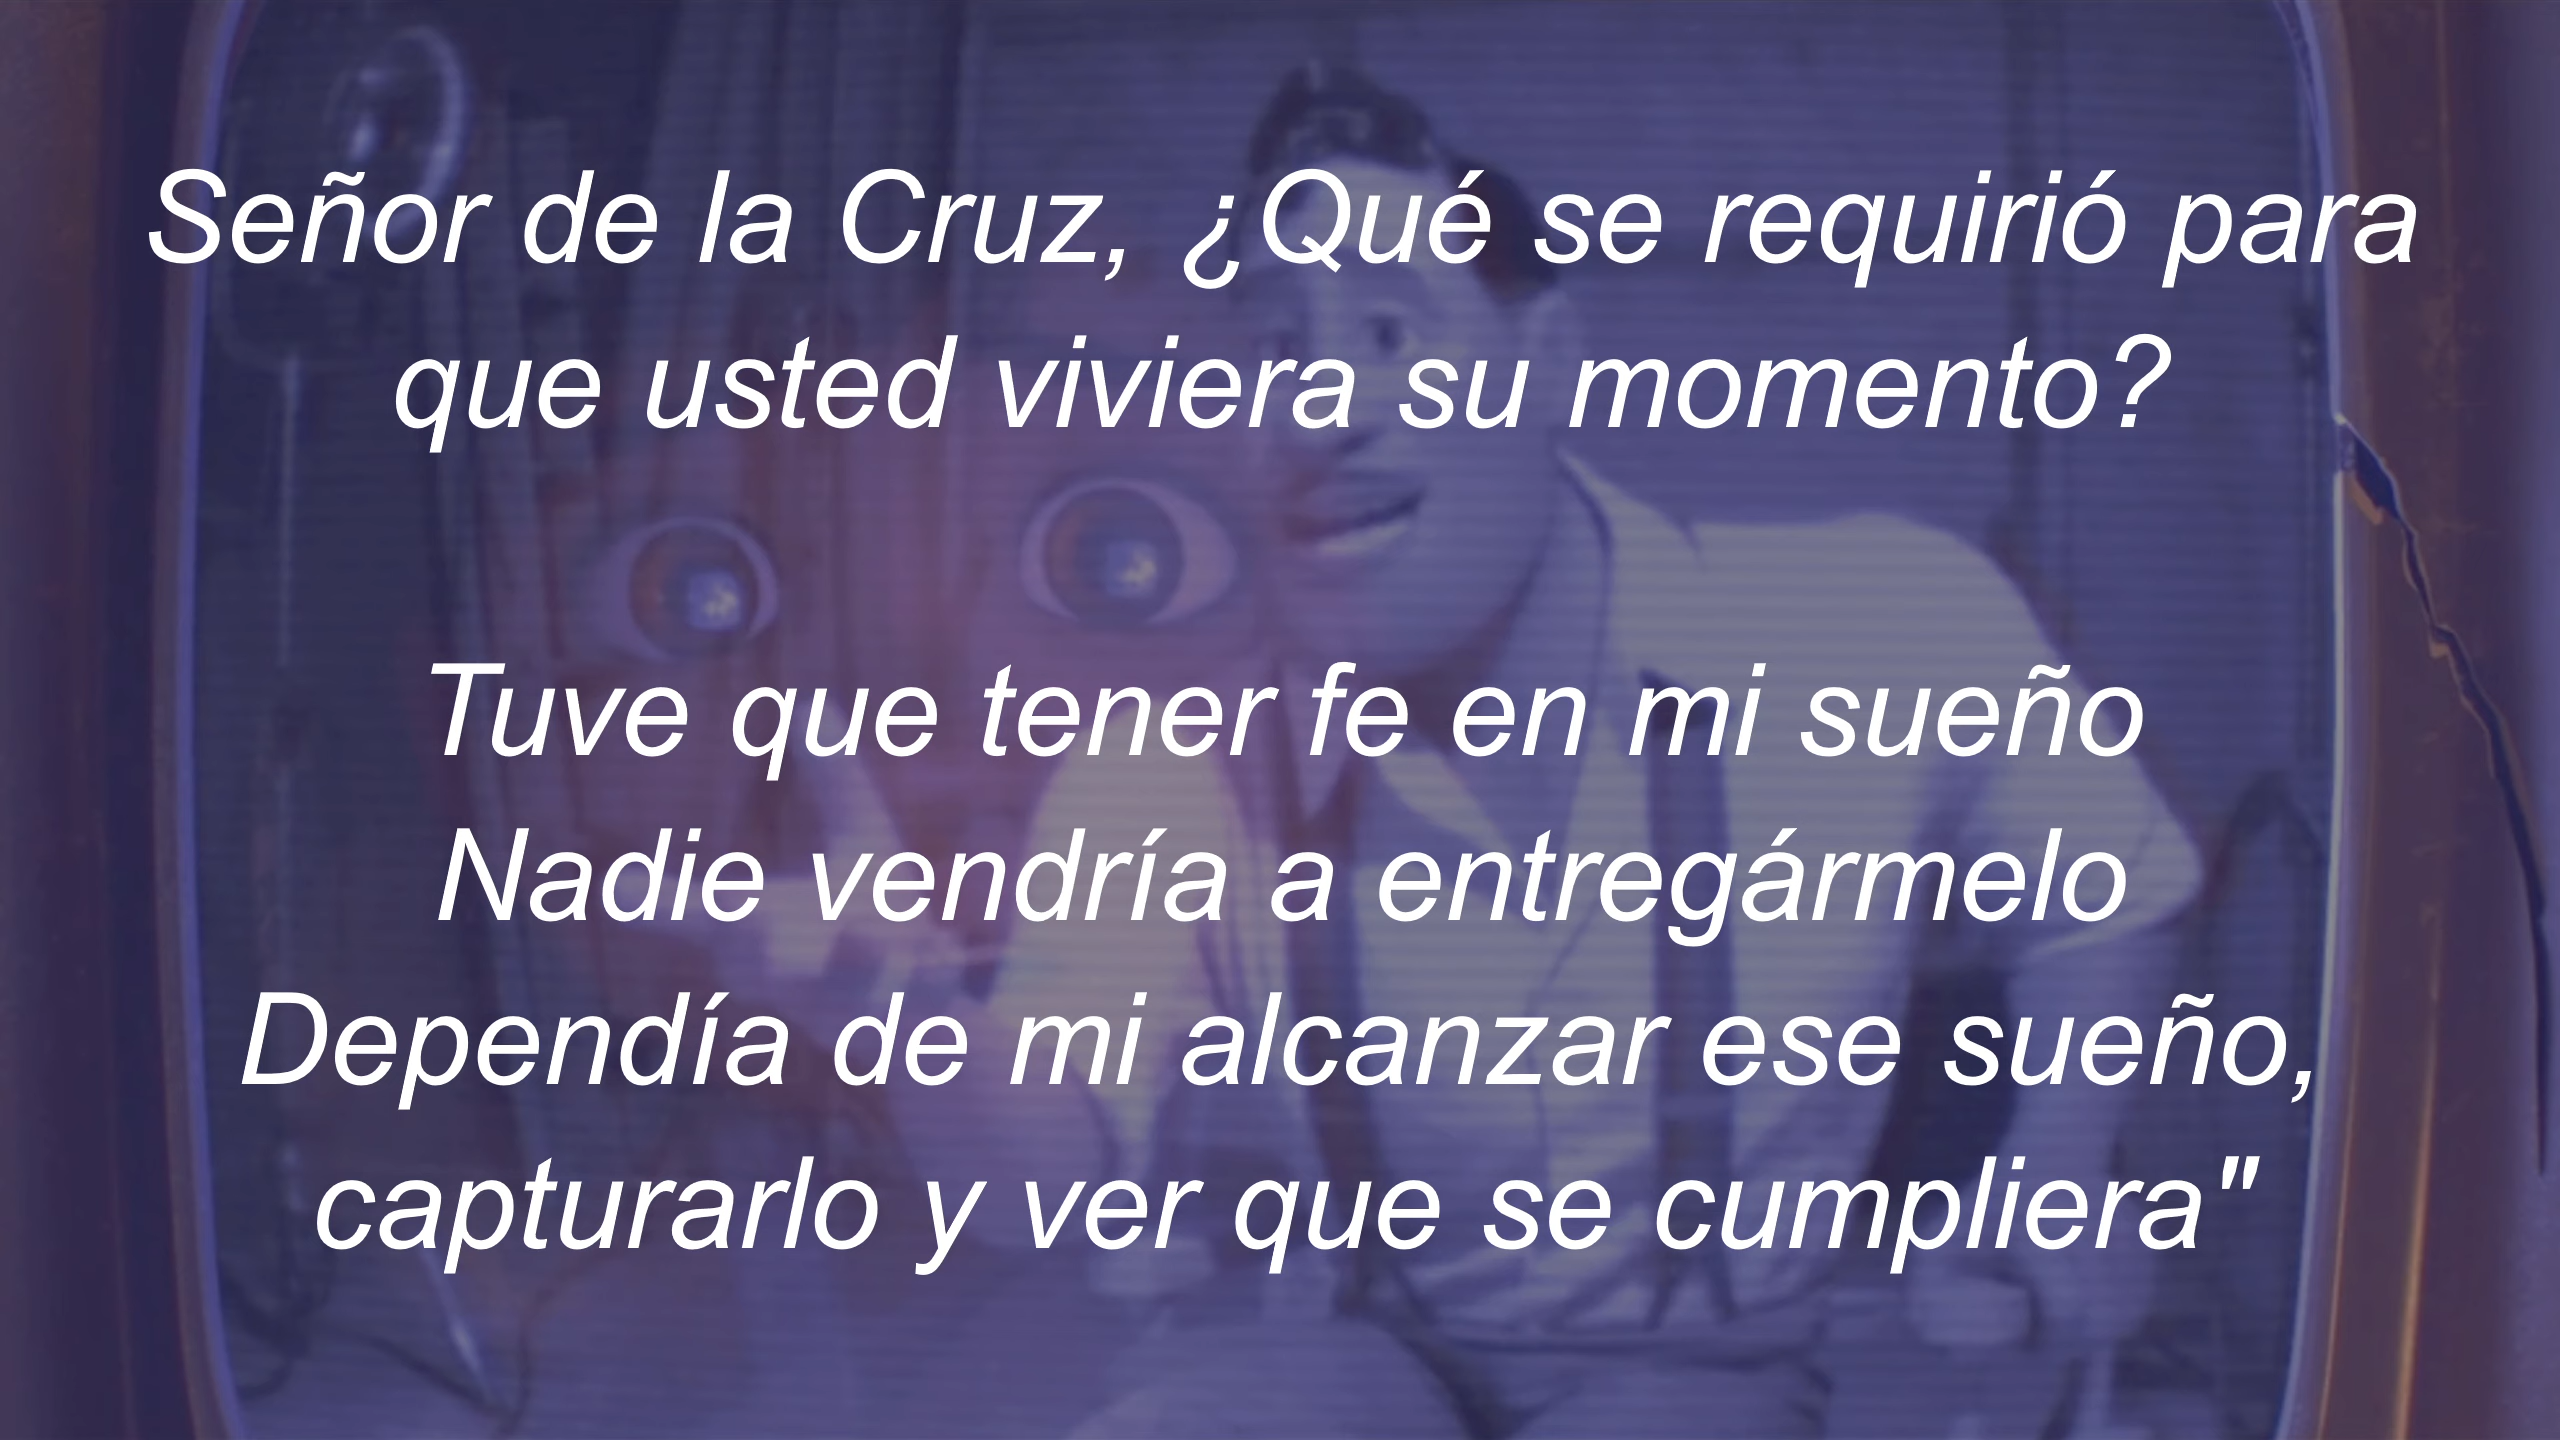 Señor de la Cruz, ¿Qué se requirió para
que usted viviera su momento?
Tuve que tener fe en mi sueño
Nadie vendría a entregármelo
Dependía de mi alcanzar ese sueño,
capturarlo y ver que se cumpliera"